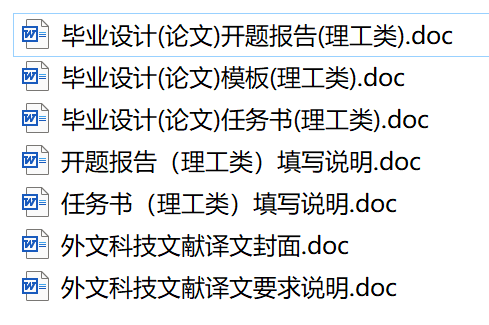 毕业设计(论文)开题报告(理工类).doc
毕业设计(论文)模板(理工类).doc
毕业设计(论文)任务书(理工类).doc
开题报告（理工类）填写说明.doc
任务书（理工类）填写说明.doc
外文科技文献译文封面.doc
外文科技文献译文要求说明.doc